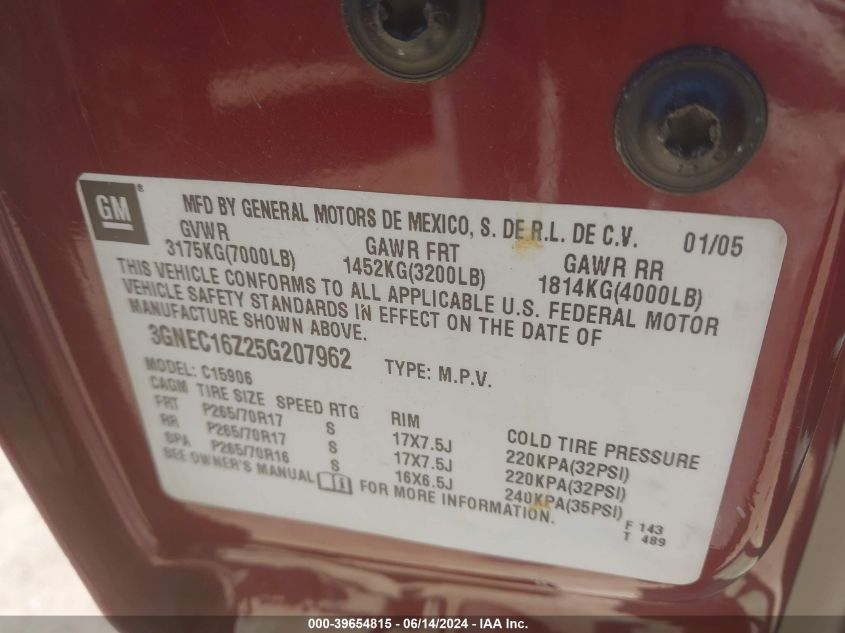 GM ® MFD BY GENERAL MOTORS DE MEXICO, S. DE R.L. DE C.V. 01/05
GVWR GAWR FRT GAWR RR
3175KG(7000LB) 1452KG(3200LB) 1814KG(4000LB)
THIS VEHICLE CONFORMS TO ALL APPLICABLE U.S. FEDERAL MOTOR
VEHICLE SAFETY STANDARDS IN EFFECT ON THE DATE OF
MANUFACTURE SHOWN ABOVE.
3GNEC16Z25G207962 TYPE: M.P.V.
MODEL: C15906
CAGM TIRE SIZE SPEED RTG RIM COLD TIRE PRESSURE
FRT P265/70R17 S 17X7.5J 220KPA(32PSI)
RR P265/70R17 S 17X7.5J 220KPA(32PSI)
SPA P265/70R16 S 16X6.5J 240KPA(35PSI)
SEE OWNER'S MANUAL FOR MORE INFORMATION.
F 143
T 489
000-39654815 - 06/14/2024 - IAA Inc.